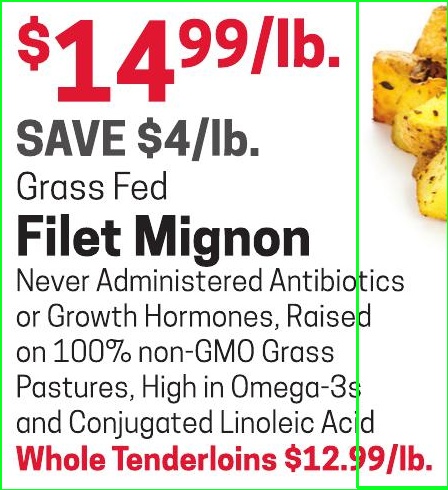 $14 99/lb.
SAVE $4/lb.
Grass Fed
Filet Mignon
Never Administered Antibiotics
or Growth Hormones, Raised
on 100% non-GMO Grass
Pastures, High in Omega-3s
and Conjugated Linoleic Acid
Whole Tenderloins $12.99/lb.